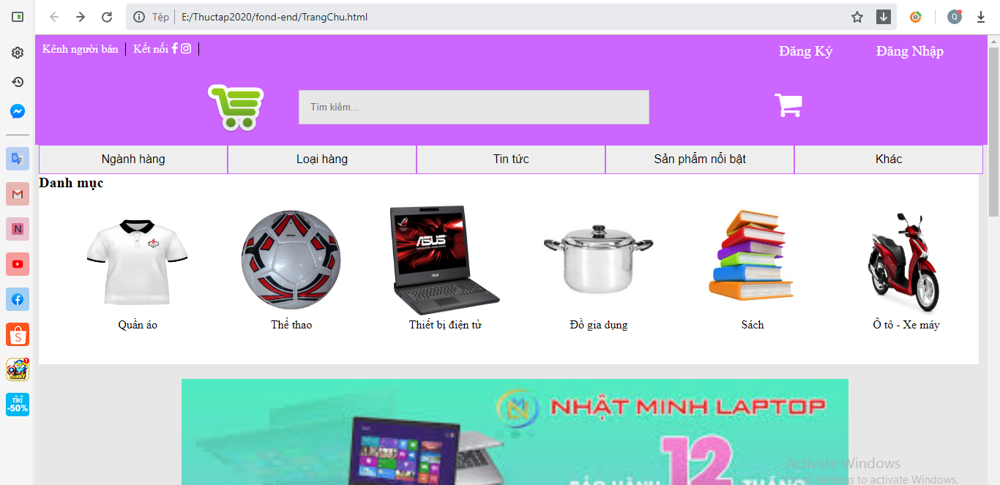 Tệp
E:/Thuctap2020/fond-end/TrangChu.html
Q
Kênh người bán
Kết nối
Đăng Ký
Đăng Nhập
Tìm kiếm...
Ngành hàng
Loại hàng
Tin tức
Sản phẩm nổi bật
Khác
Danh mục
ASUS
Quần áo
Thể thao
Thiết bị điện tử
Đồ gia dụng
Sách
Ô tô - Xe máy
N
S
1
TIKI
-50%
NHẬT MINH LAPTOP
12
BẢO HÀNH
THÁNG
Activate Windows
Go to Settings to activate Windows.